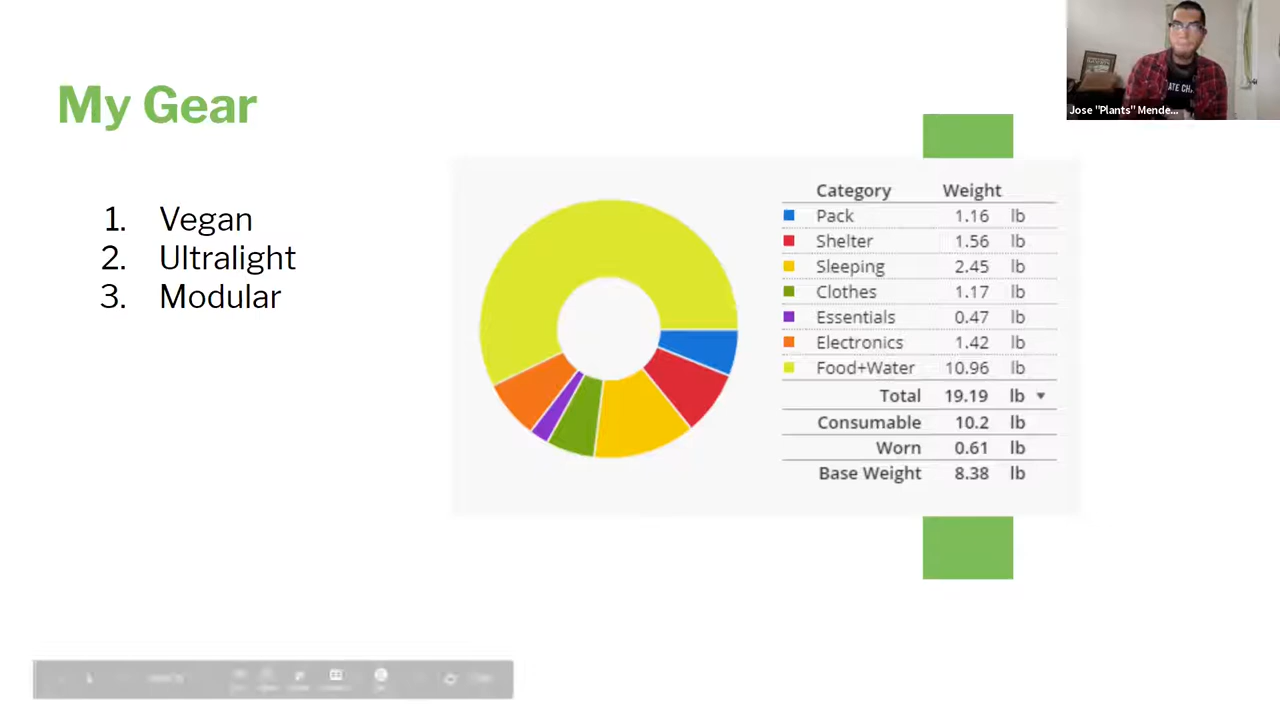 My Gear
1. Vegan
2. Ultralight
3. Modular
Category Weight
Pack 1.16 lb
Shelter 1.56 lb
Sleeping 2.45 lb
Clothes 1.17 lb
Essentials 0.47 lb
Electronics 1.42 lb
Food+Water 10.96 lb
Total 19.19 lb
Consumable 10.2 lb
Worn 0.61 lb
Base Weight 8.38 lb
ATE CH
Jose "Plants" Mende...